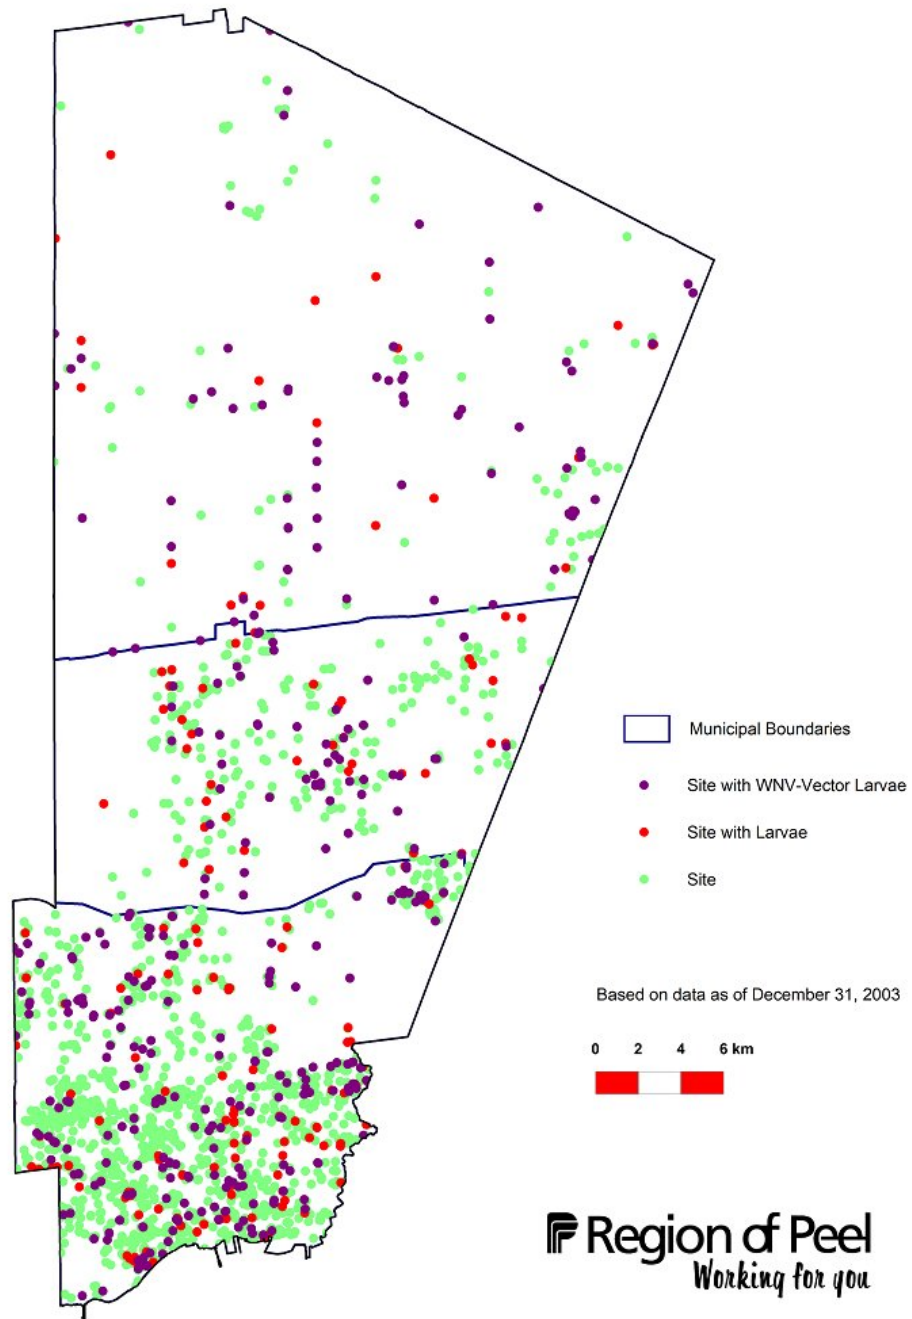 Municipal Boundaries
Site with WNV-Vector Larvae
Site with Larvae
Site
Based on data as of December 31, 2003
0 2 4 6 km
Region of Peel
Working for you